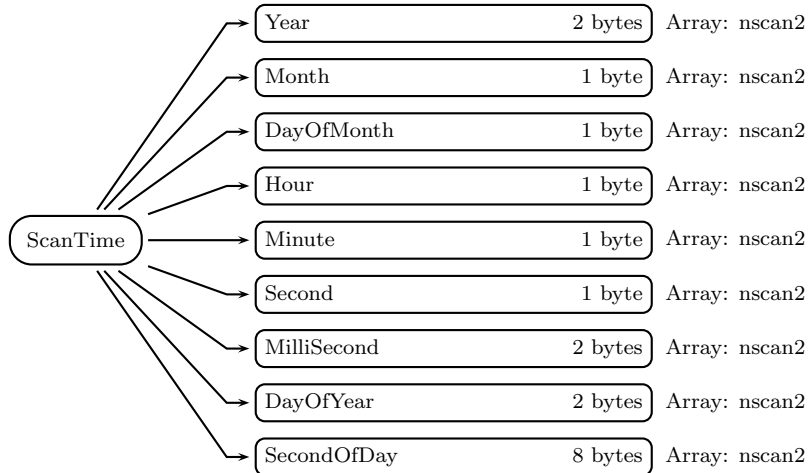 Year 2 bytes Array: nscan2
Month 1 byte Array: nscan2
DayOfMonth 1 byte Array: nscan2
Hour 1 byte Array: nscan2
ScanTime Minute 1 byte Array: nscan2
Second 1 byte Array: nscan2
MilliSecond 2 bytes Array: nscan2
DayOfYear 2 bytes Array: nscan2
SecondOfDay 8 bytes Array: nscan2